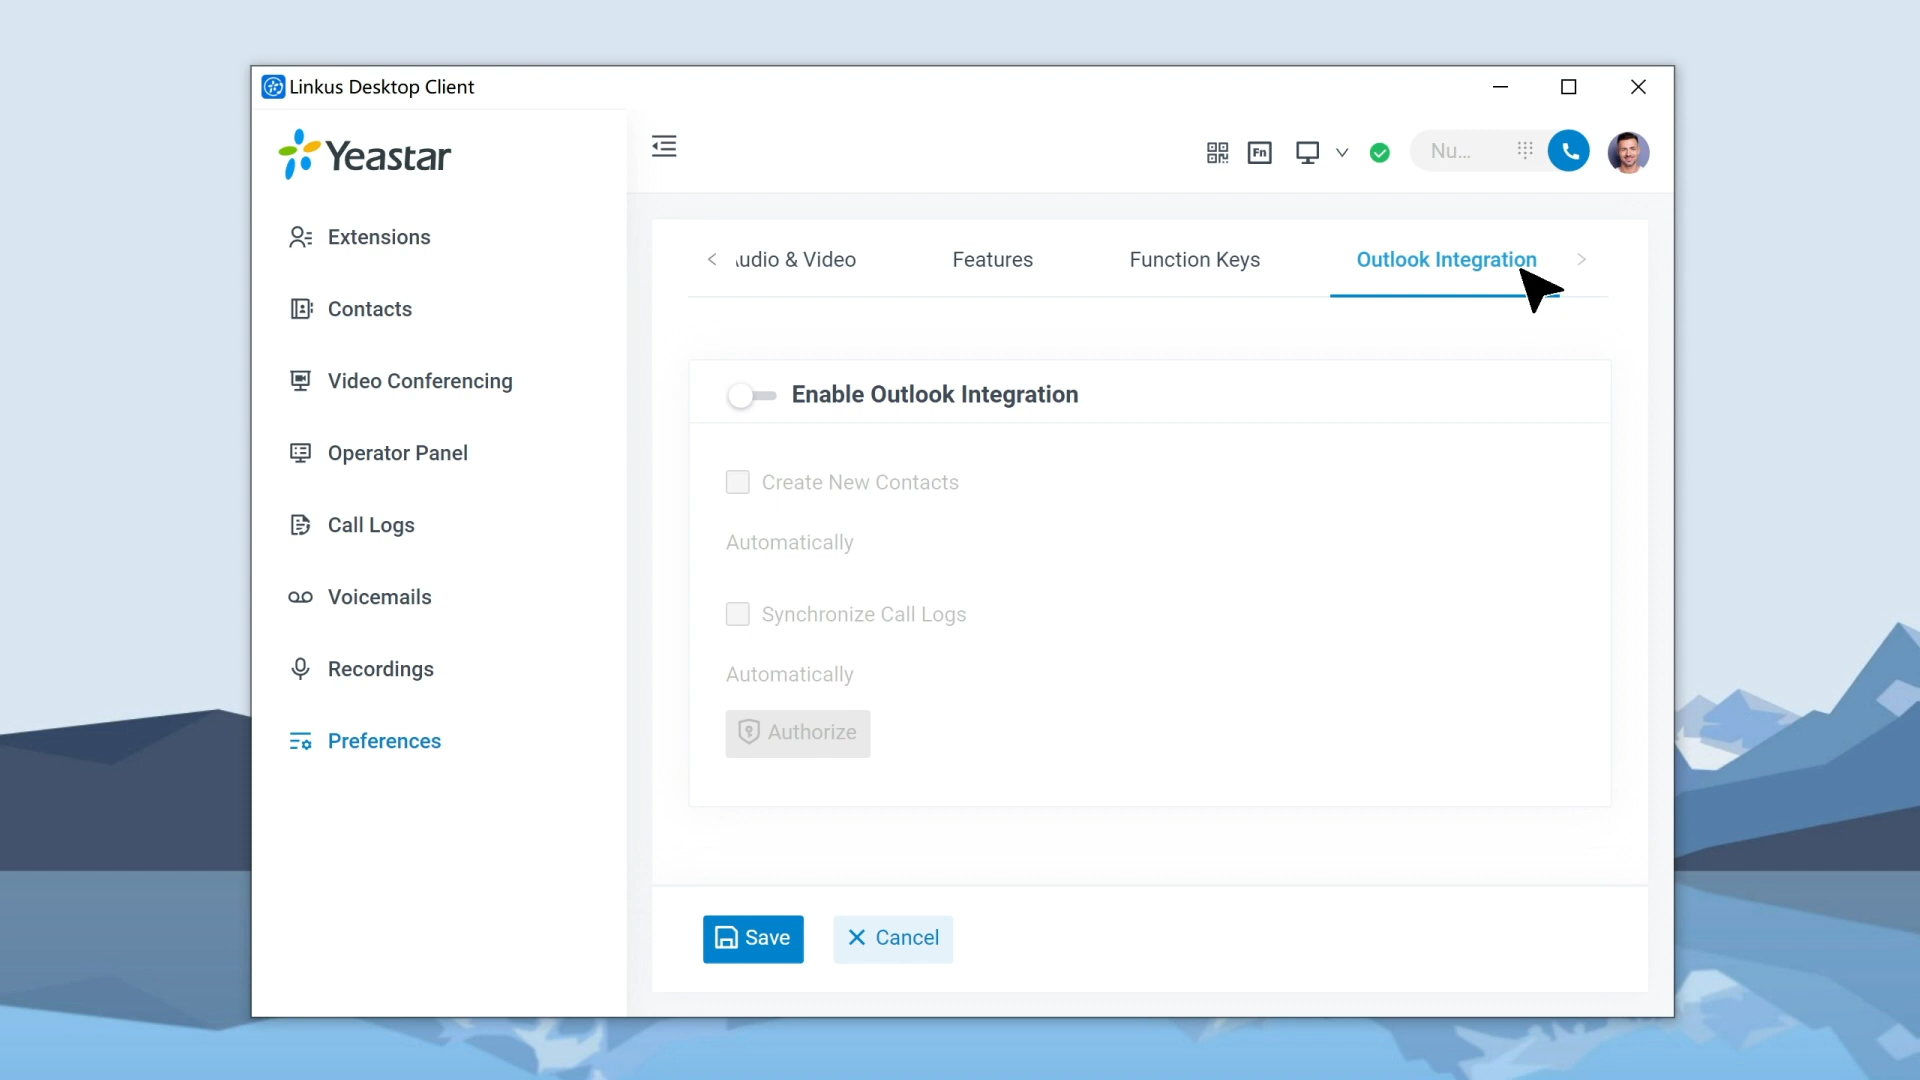 Linkus Desktop Client
Yeastar
Fn
Nu...
Extensions
Contacts
Video Conferencing
Operator Panel
Call Logs
Voicemails
Recordings
Preferences
udio & Video
Features
Function Keys
Outlook Integration
Enable Outlook Integration
Create New Contacts
Automatically
Synchronize Call Logs
Automatically
Authorize
Save
Cancel